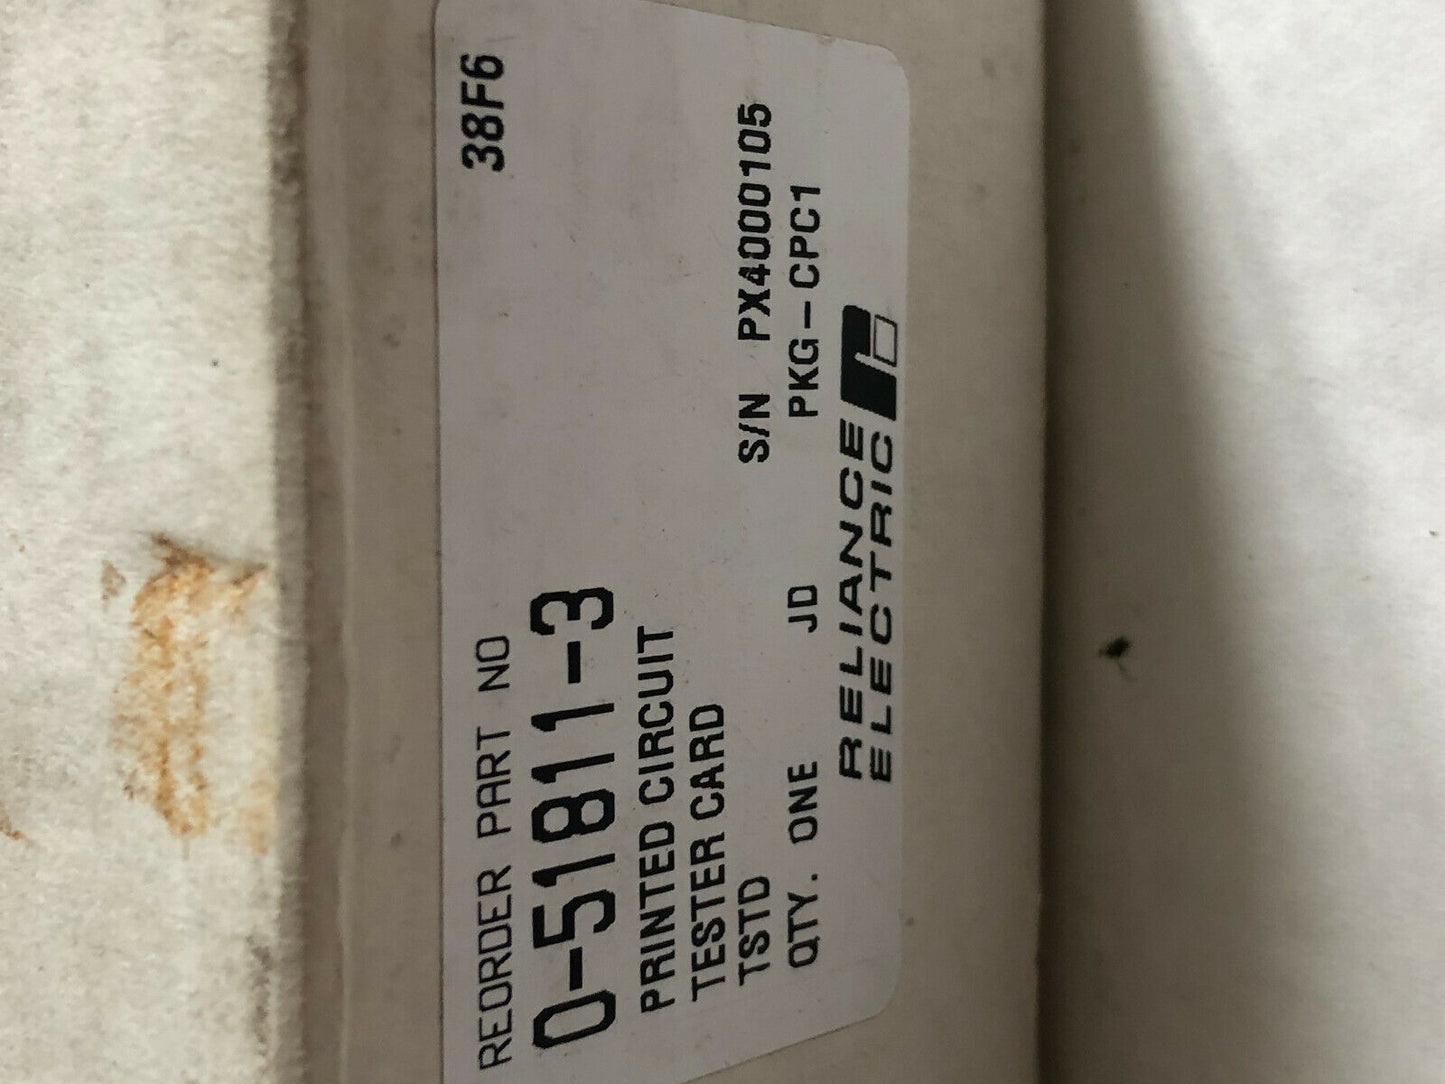 38F6
REORDER PART NO
0-51811-3
PRINTED CIRCUIT
TESTER CARD
TSTD S/N PX4000105
QTY. ONE JD PKG-CPC1
RELIANCE
ELECTRIC